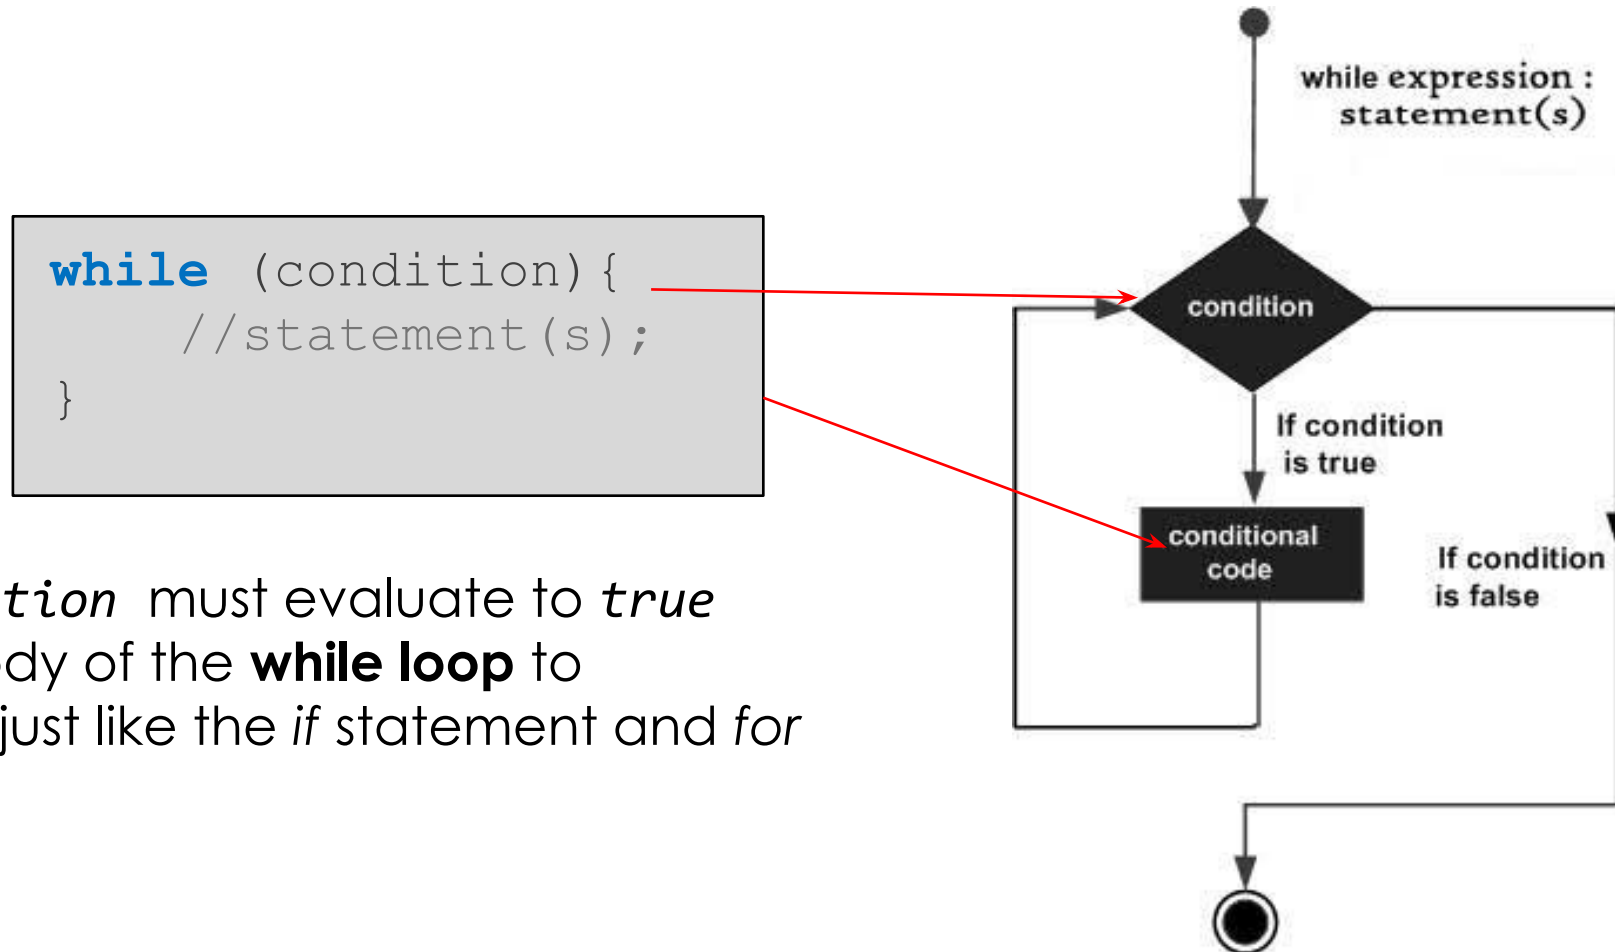 while expression :
statement(s)
while (condition){
//statement(s);
}
condition
If condition
is true
conditional
code
If condition
is false
tion must evaluate to true
ody of the while loop to
just like the if statement and for